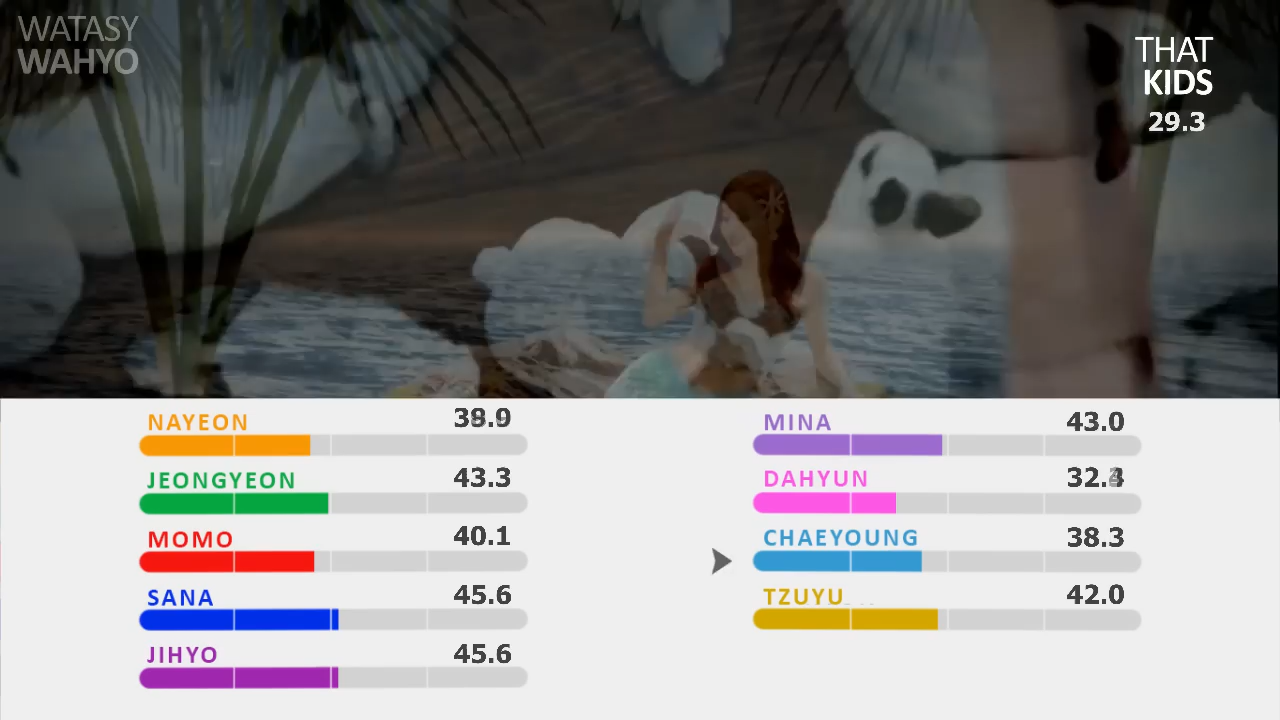 WATASY
WAHYO
THAT
KIDS
29.3
NAYEON
JEONGYEON 43.3
MOMO 40.1
SANA 45.6
JIHYO 45.6
MINA 43.0
DAHYUN
CHAEYOUNG 38.3
TZUYU 42.0